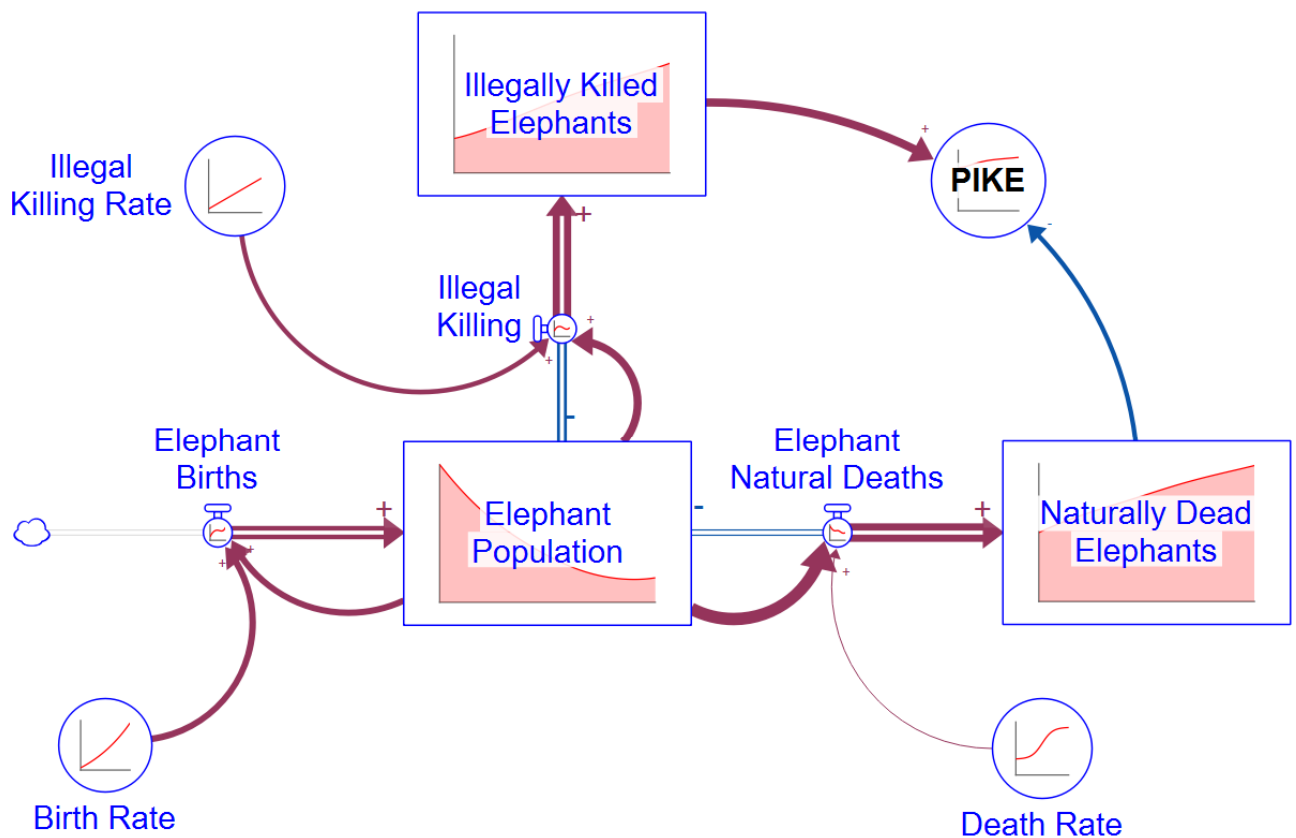 Illegally Killed
Elephants
Illegal
Killing Rate
PIKE
Illegal
Killing
Elephant
Births
Elephant
Natural Deaths
Elephant
Population
Naturally Dead
Elephants
Birth Rate
Death Rate